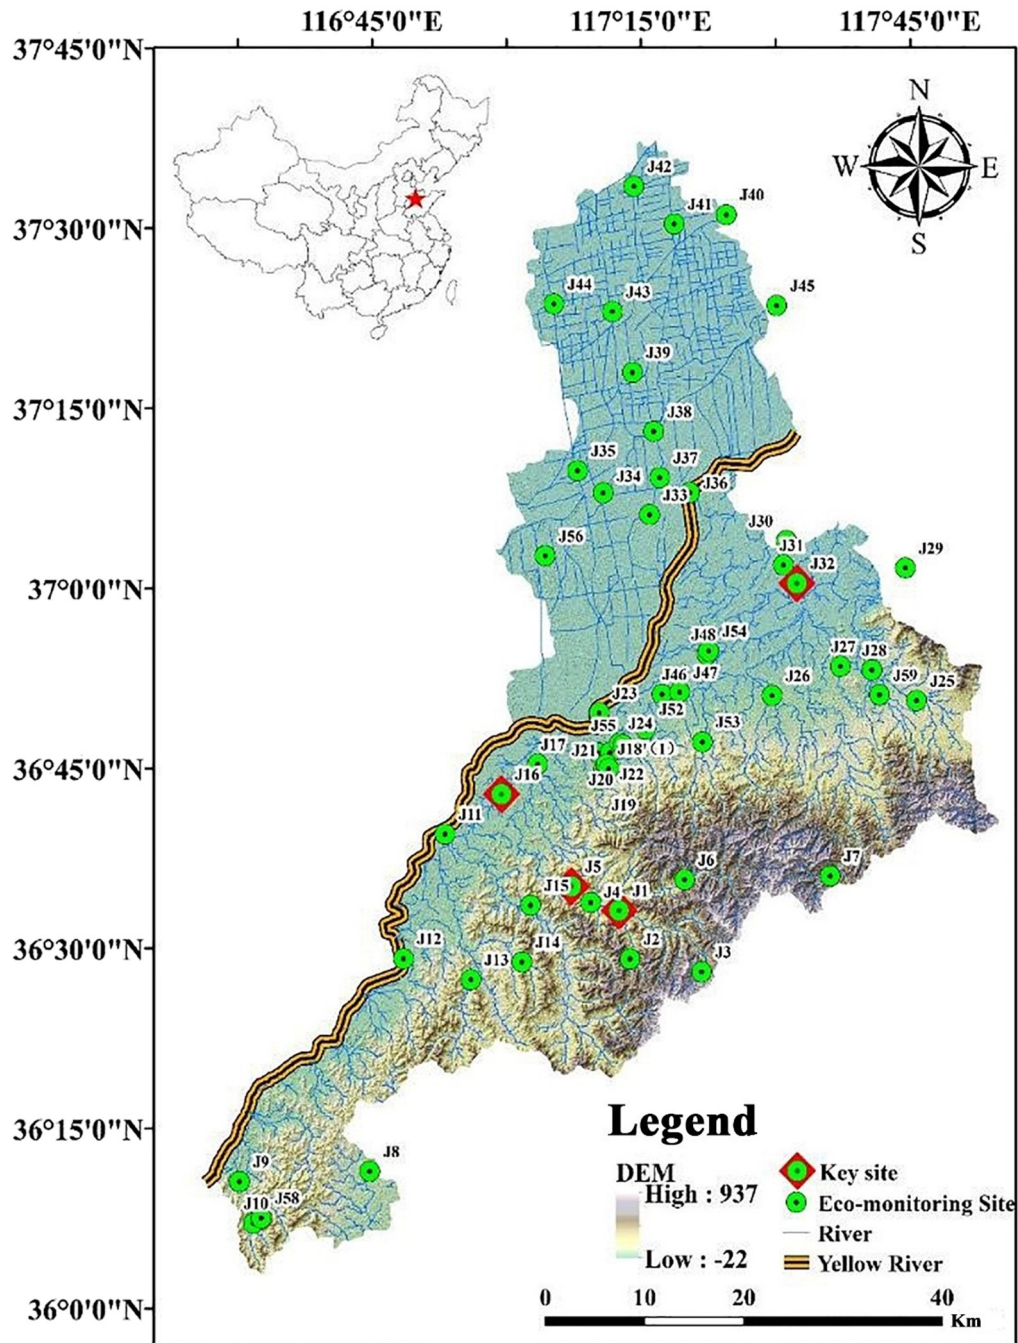 116°45'0"E 117°15'0"E 117°45'0"E
37°45'0"N
N
W E
S
J42
J41 J40
37°30'0"N
J44 J43 J45
J39
37°15'0"N
J38
J35 J37
J34 J36
J33
J30
J56 J31 J29
J32
37°0'0"N
J48 J54
J27 J28
J46 J47 J26 J59 J25
J23 J52
J55 J24 J53
J17 J21 J18'(1)
36°45'0"N
J16 J20 J22
J19
J11
J5 J6 J7
J15 J4 J1
36°30'0"N
J12 J14 J2
J13 J3
36°15'0"N
Legend
J9 J8
J10 J58
DEM
High : 937
Low : -22
Key site
Eco-monitoring Site
River
Yellow River
36°0'0"N
0 10 20 40
Km